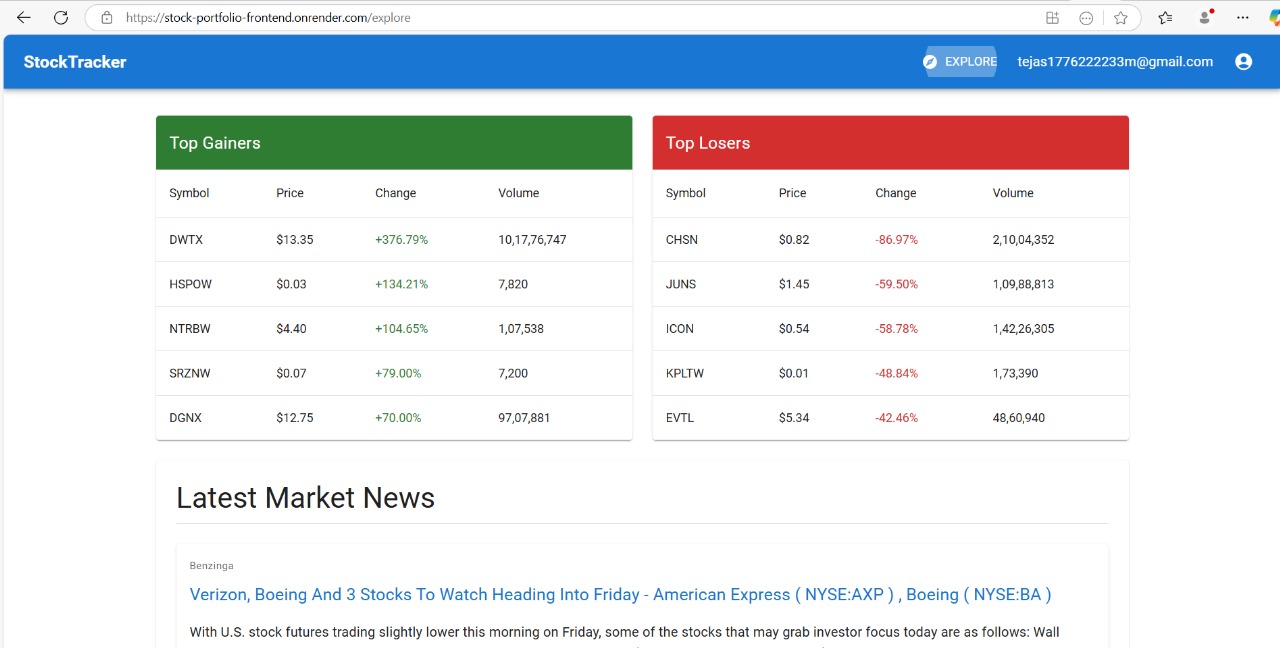 https://stock-portfolio-frontend.onrender.com/explore
StockTracker EXPLORE tejas1776222233m@gmail.com
Top Gainers
Symbol Price Change Volume
DWTX $13.35 +376.79% 10,17,76,747
HSPOW $0.03 +134.21% 7,820
NTRBW $4.40 +104.65% 1,07,538
SRZNW $0.07 +79.00% 7,200
DGNX $12.75 +70.00% 97,07,881
Top Losers
Symbol Price Change Volume
CHSN $0.82 -86.97% 2,10,04,352
JUNS $1.45 -59.50% 1,09,88,813
ICON $0.54 -58.78% 1,42,26,305
KPLTW $0.01 -48.84% 1,73,390
EVTL $5.34 -42.46% 48,60,940
Latest Market News
Benzinga
Verizon, Boeing And 3 Stocks To Watch Heading Into Friday - American Express ( NYSE:AXP ) , Boeing ( NYSE:BA )
With U.S. stock futures trading slightly lower this morning on Friday, some of the stocks that may grab investor focus today are as follows: Wall